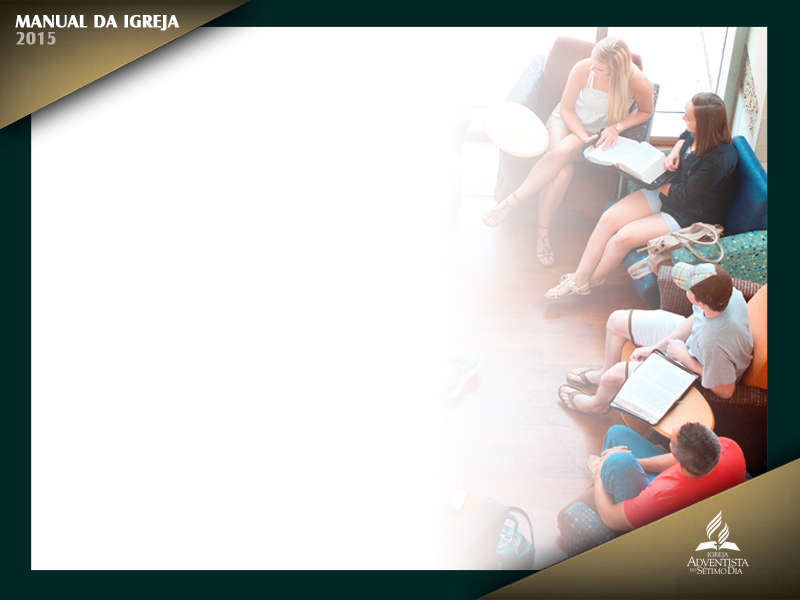 MANUAL DA IGREJA
2015
IGREJA
ADVENTISTA
DO SÉTIMO DIA